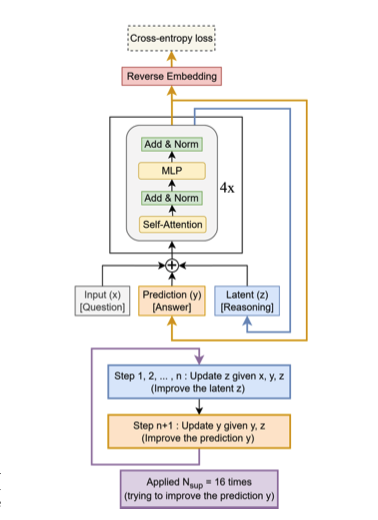 Cross-entropy loss
Reverse Embedding
Add & Norm
MLP
4x
Add & Norm
Self-Attention
Input (x)
[Question]
Prediction (y)
[Answer]
Latent (z)
[Reasoning]
Step 1, 2, ... , n : Update z given x, y, z
(Improve the latent z)
Step n+1 : Update y given y, z
(Improve the prediction y)
Applied Nsup = 16 times
(trying to improve the prediction y)